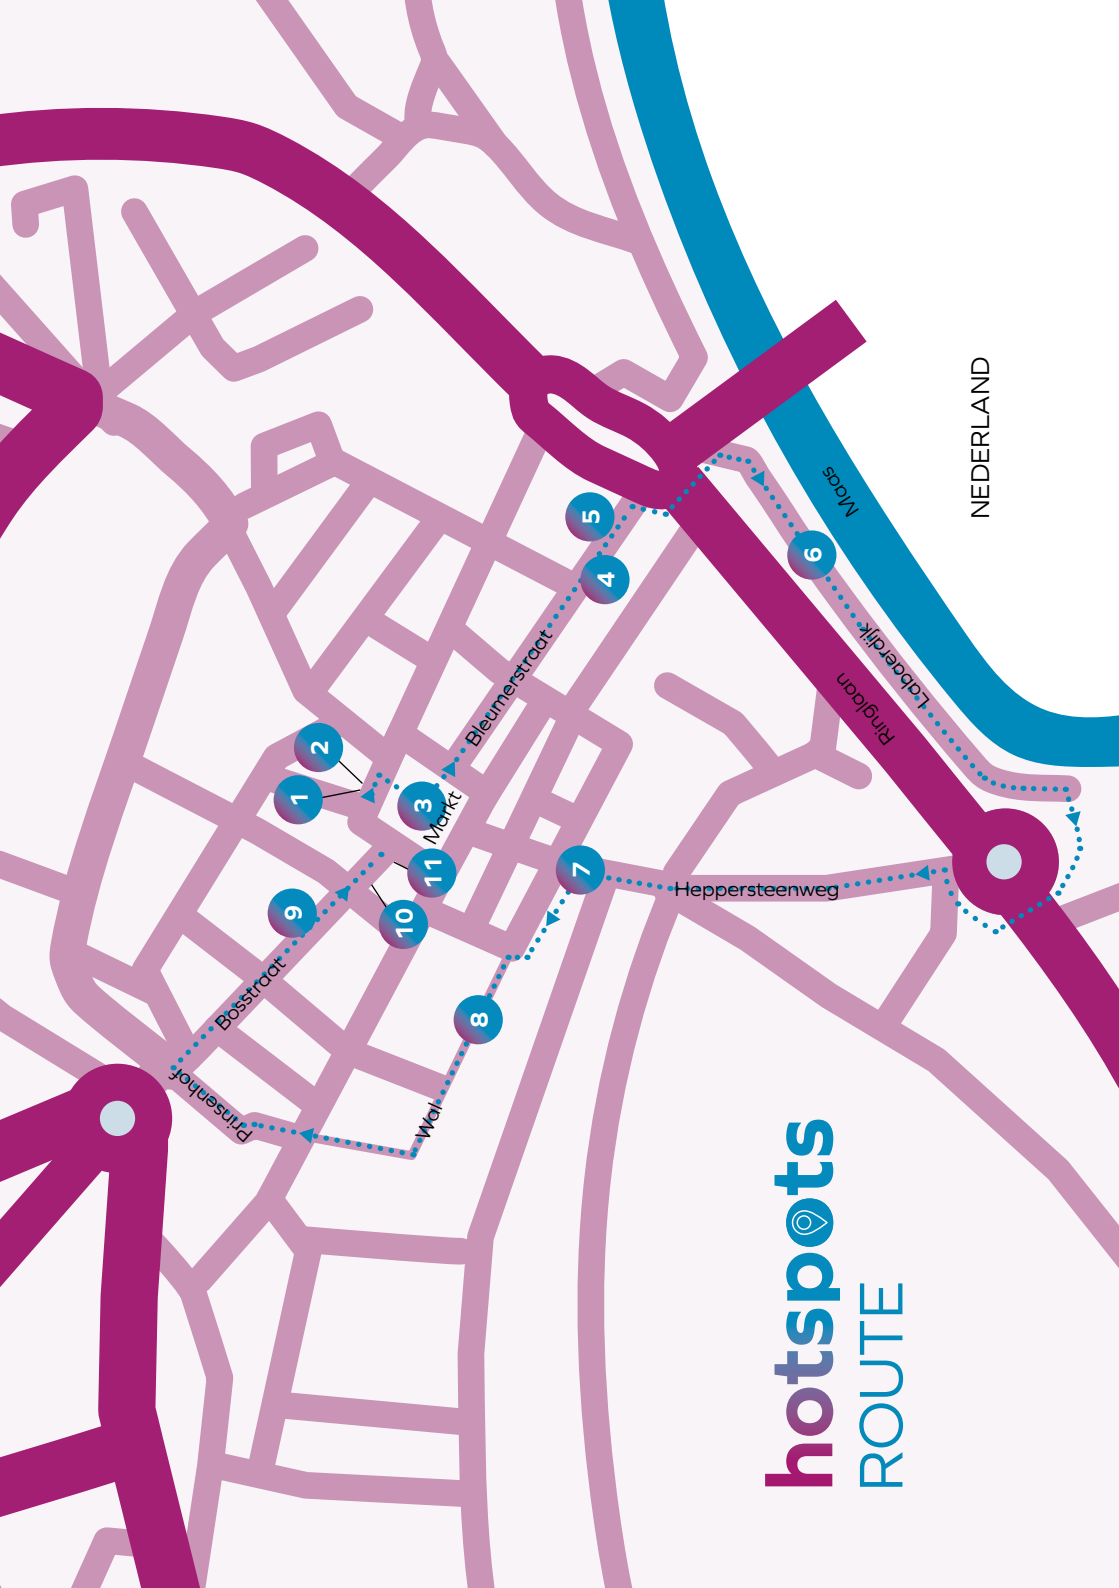 hotspots
ROUTE
NEDERLAND
Maas
Labaerdijk
Ringlaan
Heppersteenweg
Bleumerstraat
Markt
Bosstraat
Prinsenhof
Wal
1
2
3
4
5
6
7
8
9
10
11